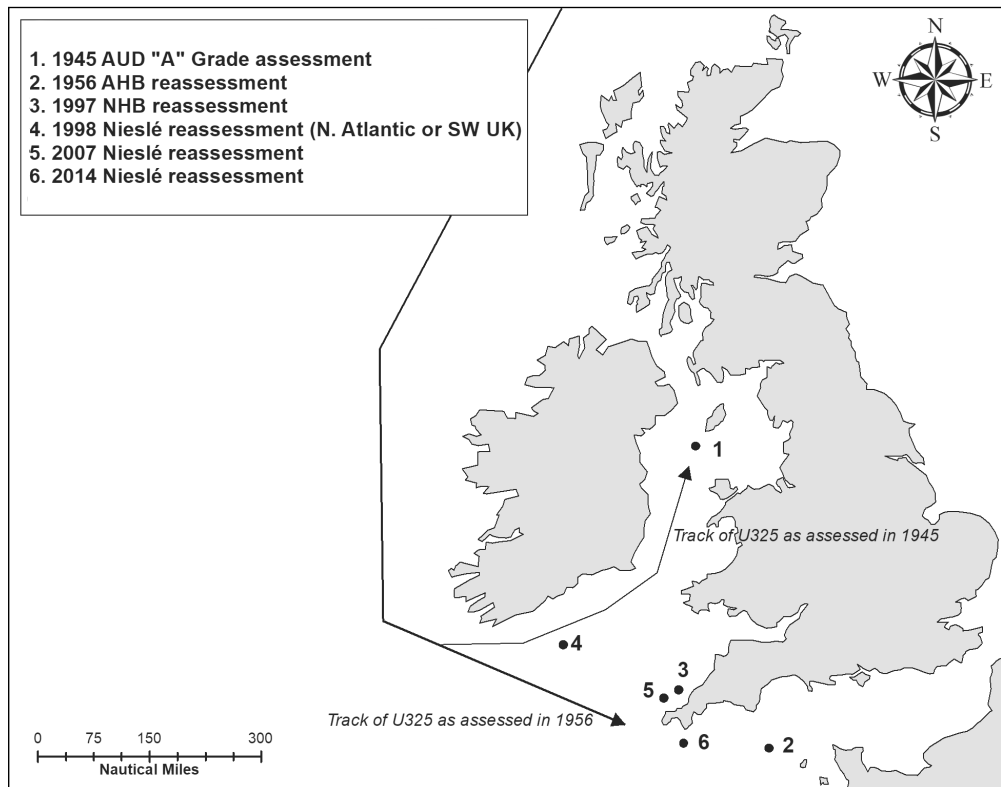 1. 1945 AUD "A" Grade assessment
2. 1956 AHB reassessment
3. 1997 NHB reassessment
4. 1998 Nieslé reassessment (N. Atlantic or SW UK)
5. 2007 Nieslé reassessment
6. 2014 Nieslé reassessment
N
W E
S
1
Track of U325 as assessed in 1945
4
3
5
Track of U325 as assessed in 1956
6
2
0 75 150 300
Nautical Miles